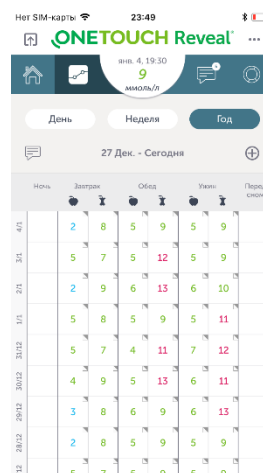 Нет SIM-карты 23:49
ONETOUCH Reveal
янв. 4, 19:30
9
ммоль/л
День Неделя Год
27 Дек. - Сегодня
Ночь Завтрак Обед Ужин Перед сном
4/1 2 8 5 9 5 9
3/1 5 7 5 12 5 9
2/1 2 9 6 13 6 10
1/1 5 8 5 9 5 11
31/12 5 7 4 11 7 12
30/12 4 9 5 13 6 11
29/12 3 8 6 9 6 13
28/12 2 8 5 9 5 9